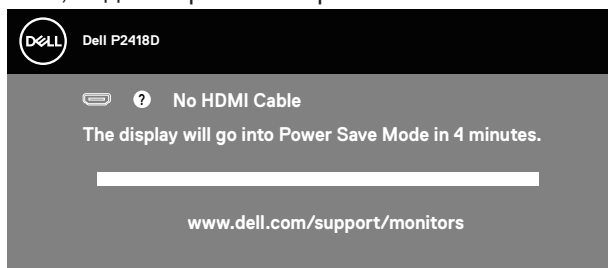 DELL
Dell P2418D
? No HDMI Cable
The display will go into Power Save Mode in 4 minutes.
www.dell.com/support/monitors